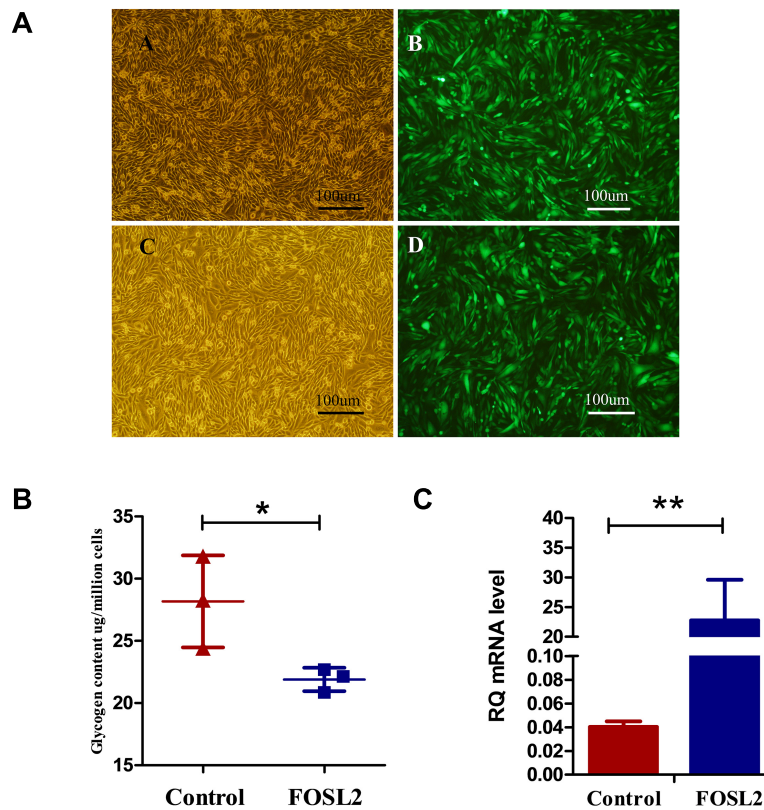 A
A
B
100um
100um
C
D
100um
100um
B
Glycogen content ug/million cells
35
30
25
20
15
*
Control
FOSL2
C
RQ mRNA level
40
35
30
25
20
0.10
0.08
0.06
0.04
0.02
0.00
**
Control
FOSL2